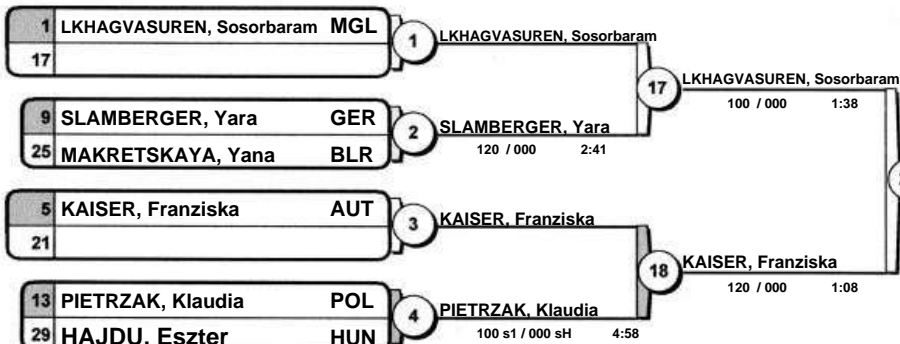 1 LKHAGVASUREN, Sosorbaram MGL
17
1
LKHAGVASUREN, Sosorbaram
9 SLAMBERGER, Yara GER
25 MAKRETSKAYA, Yana BLR
2
SLAMBERGER, Yara
120 / 000 2:41
17
LKHAGVASUREN, Sosorbaram
100 / 000 1:38
5 KAISER, Franziska AUT
21
3
KAISER, Franziska
13 PIETRZAK, Klaudia POL
29 HAJDU, Eszter HUN
4
PIETRZAK, Klaudia
100 s1 / 000 sH 4:58
18
KAISER, Franziska
120 / 000 1:08